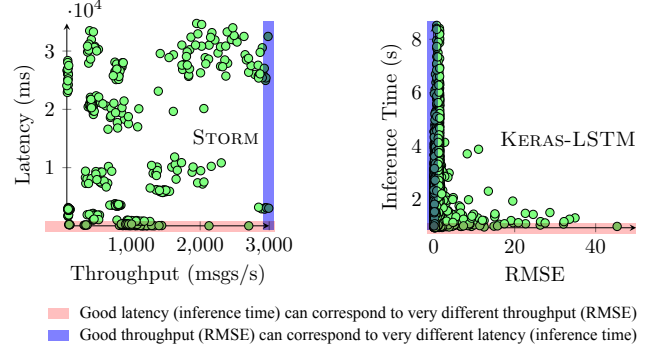 ·10⁴
3
2
1
Latency (ms)
STORM
1,000 2,000 3,000
Throughput (msgs/s)
8
6
4
2
Inference Time (s)
KERAS-LSTM
0 20 40
RMSE
Good latency (inference time) can correspond to very different throughput (RMSE)
Good throughput (RMSE) can correspond to very different latency (inference time)